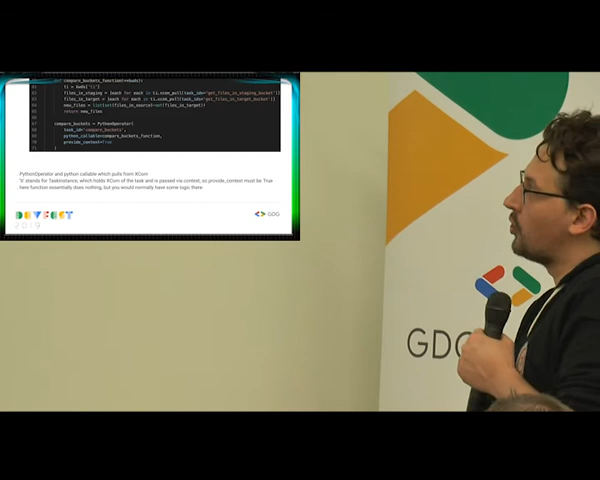 def compare_buckets_function(**kwds):
ti = kwds["ti"]
files_in_staging = [each for each in ti.xcom_pull(task_ids='get_files_in_staging_bucket')]
files_in_target = [each for each in ti.xcom_pull(task_ids='get_files_in_target_bucket')]
new_files = list(set(files_in_source)-set(files_in_target))
return new_files
compare_buckets = PythonOperator(
task_id='compare_buckets',
python_callable=compare_buckets_function,
provide_context=True
)
PythonOperator and python callable which pulls from XCom
'ti' stands for TaskInstance, which holds XCom of the task and is passed via context, so provide_context must be True
here function essentially does nothing, but you would normally have some logic there
DEVFEST
2019
GDG
GDG